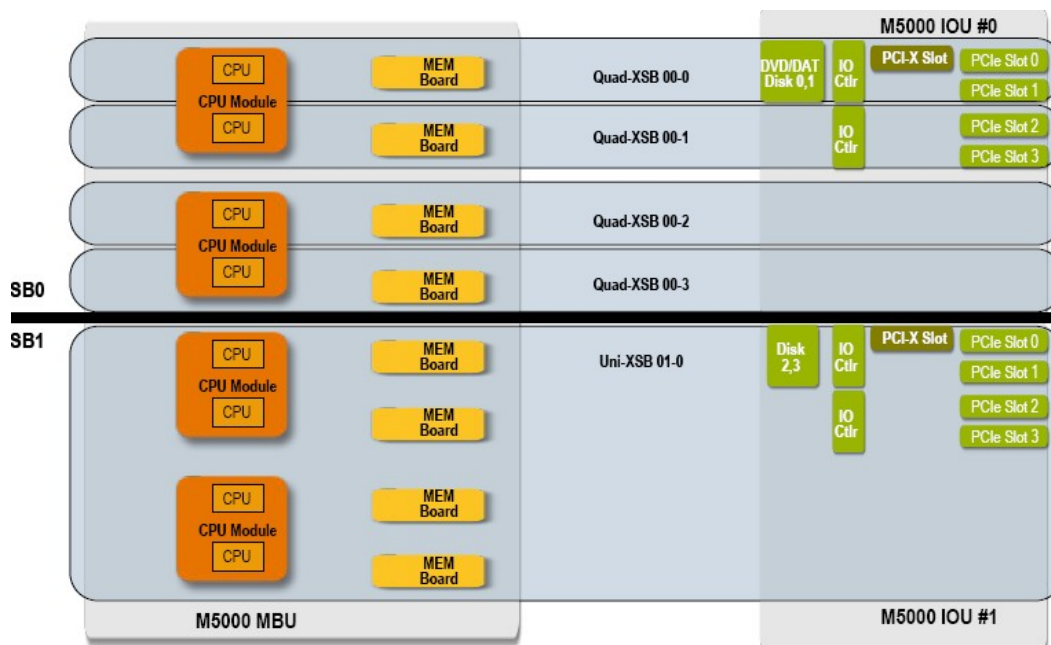 M5000 IOU #0
CPU
CPU Module
CPU
MEM
Board
Quad-XSB 00-0
DVD/DAT
Disk 0,1
IO
Ctlr
PCI-X Slot
PCIe Slot 0
PCIe Slot 1
MEM
Board
Quad-XSB 00-1
IO
Ctlr
PCIe Slot 2
PCIe Slot 3
CPU
CPU Module
CPU
MEM
Board
Quad-XSB 00-2
MEM
Board
Quad-XSB 00-3
SB0
SB1
CPU
CPU Module
CPU
MEM
Board
Uni-XSB 01-0
Disk
2,3
IO
Ctlr
PCI-X Slot
PCIe Slot 0
PCIe Slot 1
MEM
Board
IO
Ctlr
PCIe Slot 2
PCIe Slot 3
CPU
CPU Module
CPU
MEM
Board
MEM
Board
M5000 MBU
M5000 IOU #1